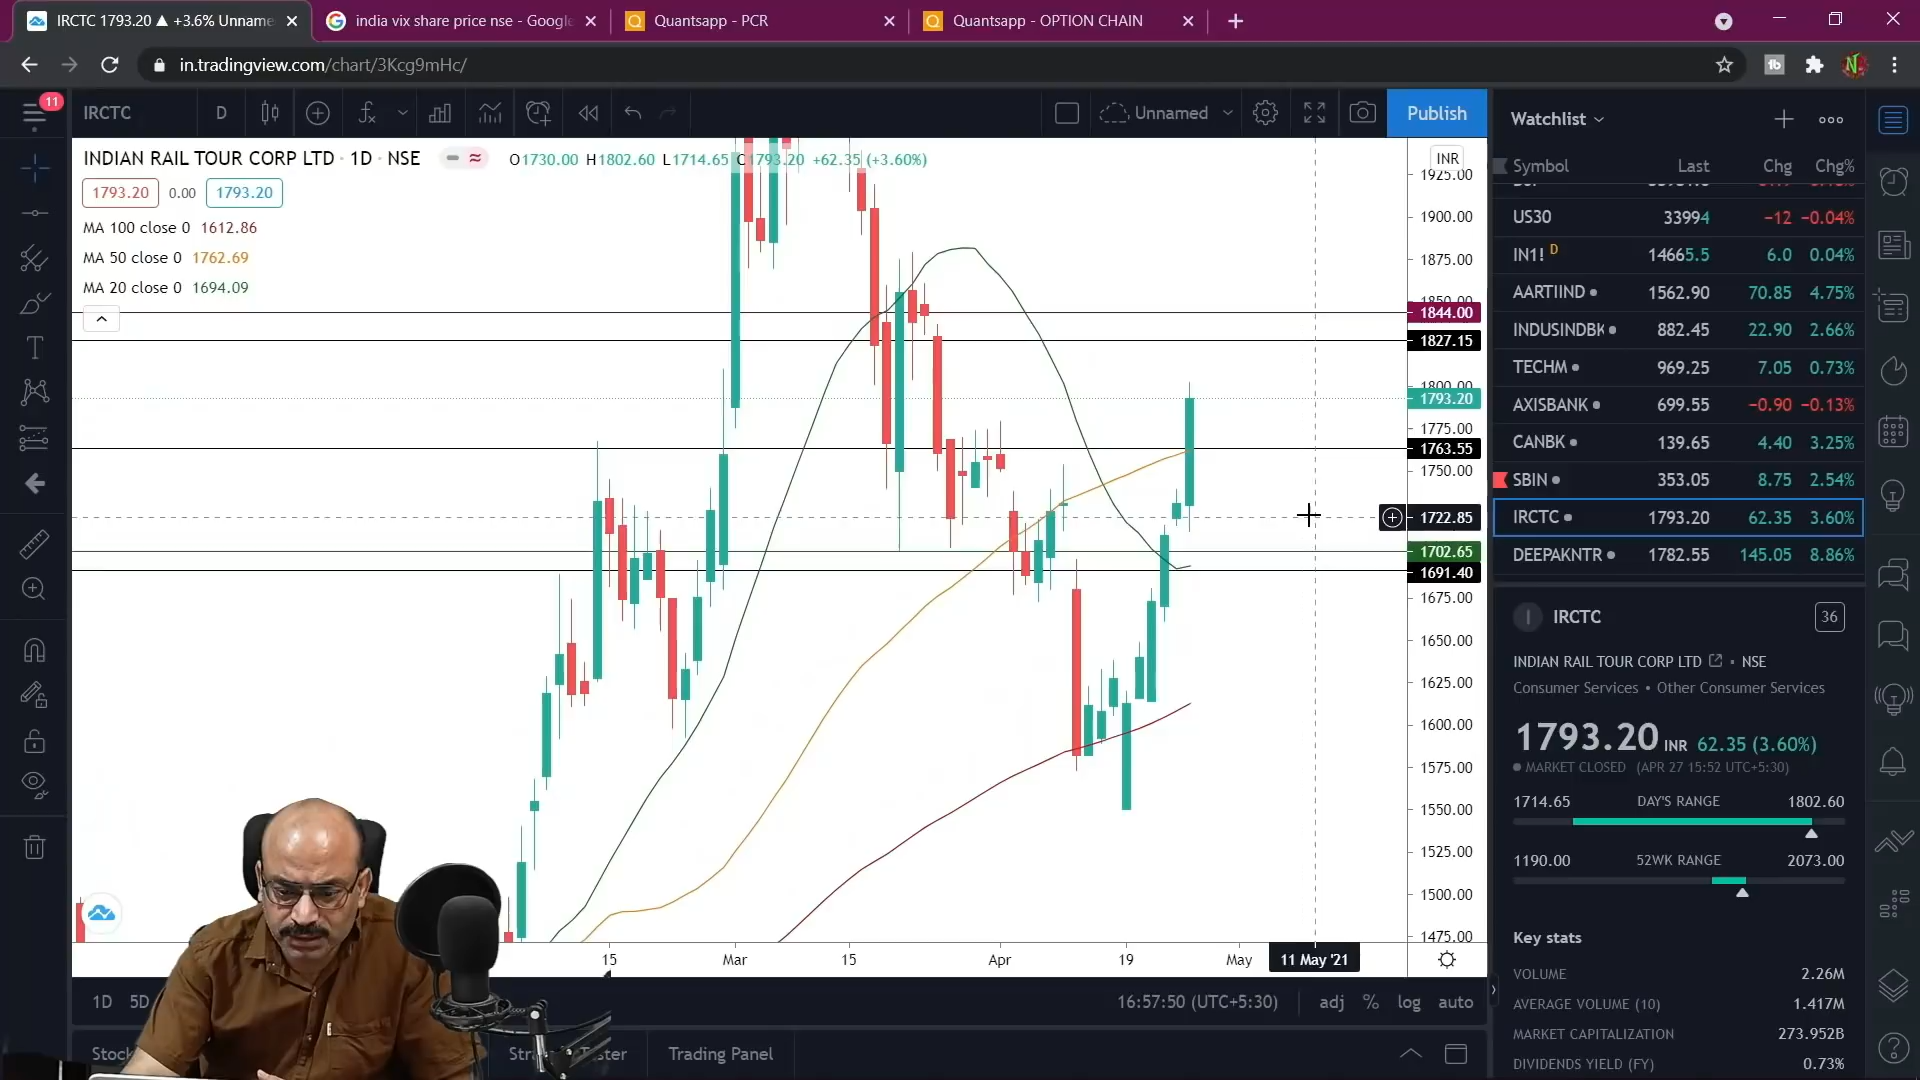 IRCTC 1793.20 ▲ +3.6% Unname
india vix share price nse - Google
Quantsapp - PCR
Quantsapp - OPTION CHAIN
in.tradingview.com/chart/3Kcg9mHc/
11
IRCTC
D
Unnamed
Publish
INDIAN RAIL TOUR CORP LTD · 1D · NSE
O1730.00 H1802.60 L1714.65 C1793.20 +62.35 (+3.60%)
1793.20 0.00 1793.20
MA 100 close 0 1612.86
MA 50 close 0 1762.69
MA 20 close 0 1694.09
INR
1925.00
1900.00
1875.00
1850.00
1844.00
1827.15
1800.00
1793.20
1775.00
1763.55
1750.00
1722.85
1702.65
1691.40
1675.00
1650.00
1625.00
1600.00
1575.00
1550.00
1525.00
1500.00
1475.00
15 Mar 15 Apr 19 May 11 May '21
1D 5D
16:57:50 (UTC+5:30)
adj % log auto
Stock
Trading Panel
Watchlist
Symbol Last Chg Chg%
US30 33994 −12 −0.04%
IN1! D 14665.5 6.0 0.04%
AARTIIND 1562.90 70.85 4.75%
INDUSINDBK 882.45 22.90 2.66%
TECHM 969.25 7.05 0.73%
AXISBANK 699.55 −0.90 −0.13%
CANBK 139.65 4.40 3.25%
SBIN 353.05 8.75 2.54%
IRCTC 1793.20 62.35 3.60%
DEEPAKNTR 1782.55 145.05 8.86%
I IRCTC 36
INDIAN RAIL TOUR CORP LTD • NSE
Consumer Services • Other Consumer Services
1793.20 INR 62.35 (3.60%)
MARKET CLOSED (APR 27 15:52 UTC+5:30)
1714.65 DAY'S RANGE 1802.60
1190.00 52WK RANGE 2073.00
Key stats
VOLUME 2.26M
AVERAGE VOLUME (10) 1.417M
MARKET CAPITALIZATION 273.952B
DIVIDENDS YIELD (FY) 0.73%